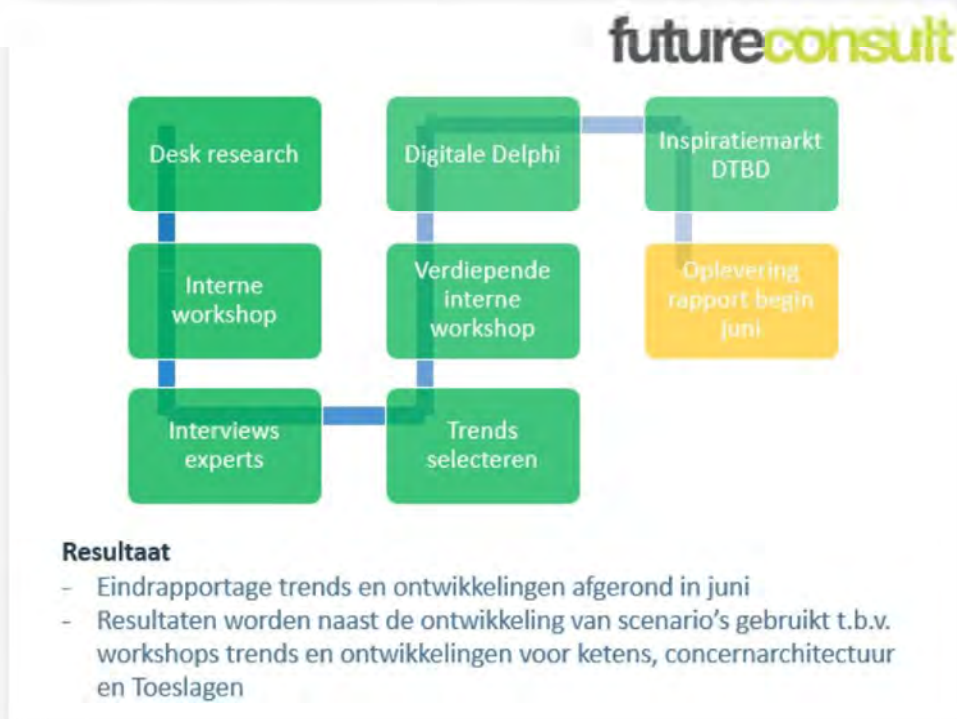 futureconsult
Desk research
Interne
workshop
Interviews
experts
Trends
selecteren
Verdiepende
interne
workshop
Digitale Delphi
Inspiratiemarkt
DTBD
Oplevering
rapport begin
juni
Resultaat
- Eindrapportage trends en ontwikkelingen afgerond in juni
- Resultaten worden naast de ontwikkeling van scenario's gebruikt t.b.v.
workshops trends en ontwikkelingen voor ketens, concernarchitectuur
en Toeslagen